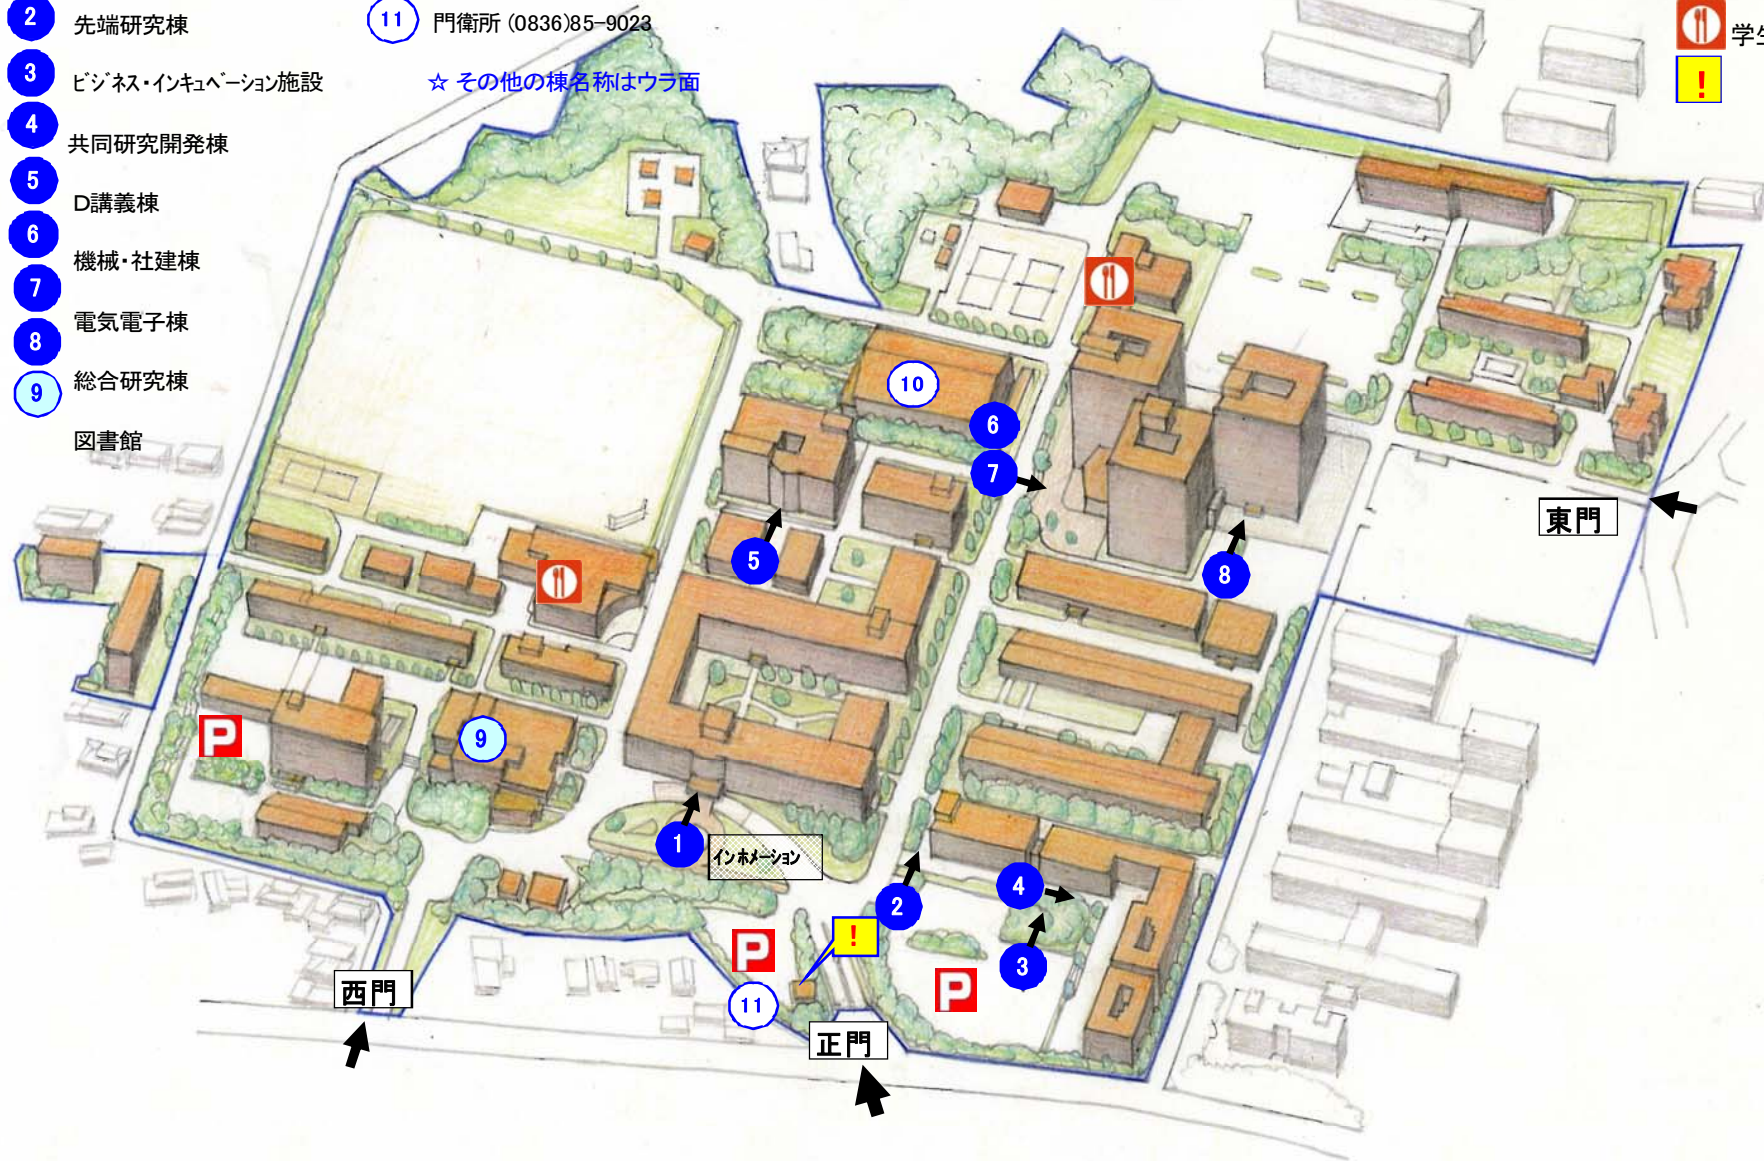 2 先端研究棟
11 門衛所 (0836)85-9023
学生
3 ビジネス・インキュベーション施設
☆ その他の棟名称はウラ面
!
4 共同研究開発棟
5 D講義棟
6 機械・社建棟
7 電気電子棟
8 総合研究棟
9 図書館
10
6
7
東門
5
8
P
9
1
インホメーション
4
2
!
P
3
P
西門
11
正門